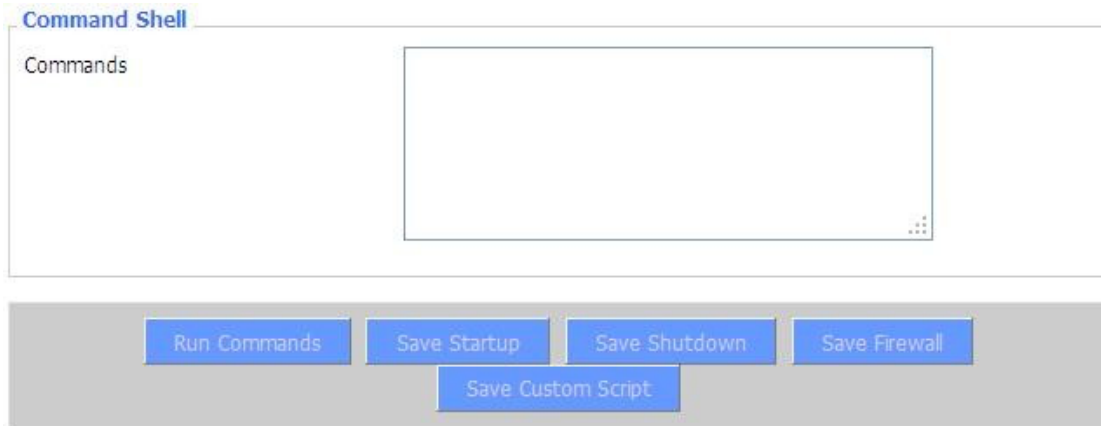 Command Shell
Commands
Run Commands Save Startup Save Shutdown Save Firewall
Save Custom Script